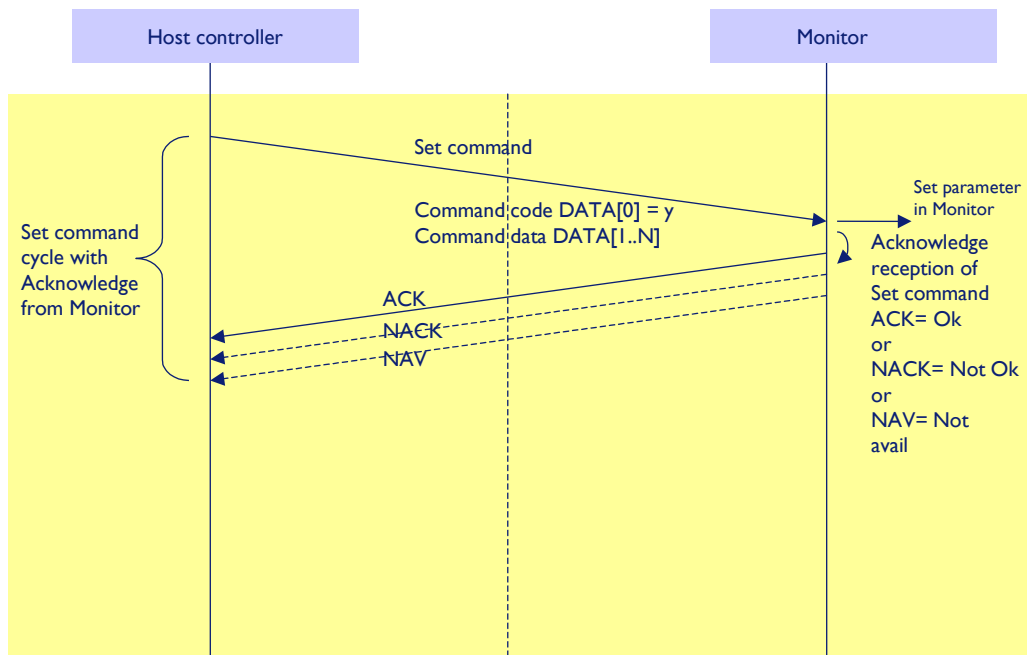 Host controller
Monitor
Set command
Command code DATA[0] = y
Command data DATA[1..N]
Set parameter
in Monitor
Set command
cycle with
Acknowledge
from Monitor
Acknowledge
reception of
Set command
ACK= Ok
or
NACK= Not Ok
or
NAV= Not
avail
ACK
NACK
NAV